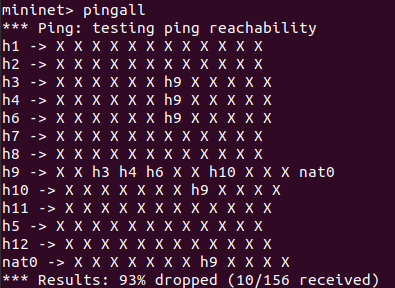 mininet> pingall
*** Ping: testing ping reachability
h1 -> X X X X X X X X X X X X
h2 -> X X X X X X X X X X X X
h3 -> X X X X X X h9 X X X X X
h4 -> X X X X X X h9 X X X X X
h6 -> X X X X X X h9 X X X X X
h7 -> X X X X X X X X X X X X
h8 -> X X X X X X X X X X X X
h9 -> X X h3 h4 h6 X X h10 X X X nat0
h10 -> X X X X X X X h9 X X X X
h11 -> X X X X X X X X X X X X
h5 -> X X X X X X X X X X X X
h12 -> X X X X X X X X X X X X
nat0 -> X X X X X X X h9 X X X X
*** Results: 93% dropped (10/156 received)